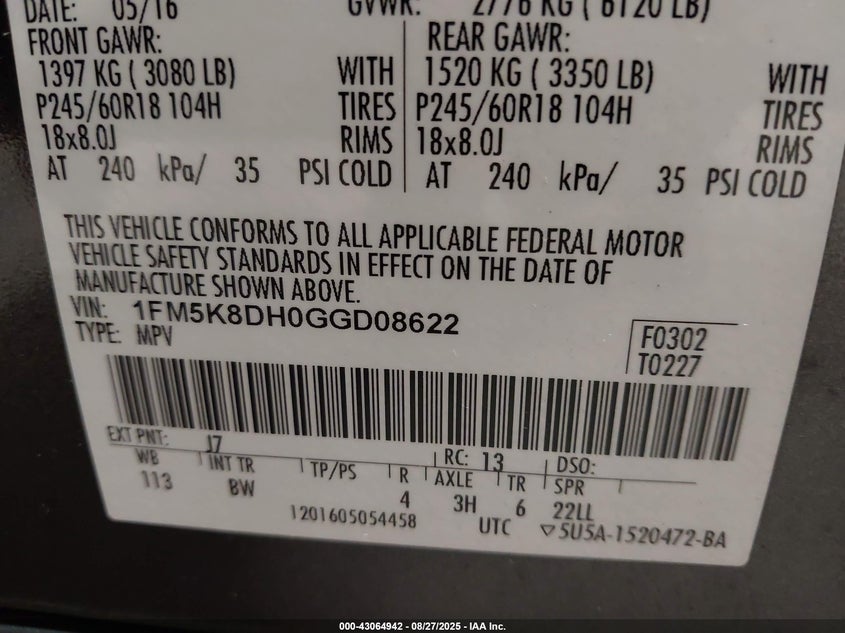 DATE: 05/16 GVWR: 2776 KG ( 6120 LB)
FRONT GAWR: REAR GAWR:
1397 KG ( 3080 LB) WITH 1520 KG ( 3350 LB) WITH
P245/60R18 104H TIRES P245/60R18 104H TIRES
18x8.0J RIMS 18x8.0J RIMS
AT 240 kPa/ 35 PSI COLD AT 240 kPa/ 35 PSI COLD
THIS VEHICLE CONFORMS TO ALL APPLICABLE FEDERAL MOTOR
VEHICLE SAFETY STANDARDS IN EFFECT ON THE DATE OF
MANUFACTURE SHOWN ABOVE.
VIN: 1FM5K8DH0GGD08622
TYPE: MPV F0302
T0227
EXT PNT: J7 RC: 13 DSO:
WB INT TR TP/PS R AXLE TR SPR
113 BW 4 3H 6 22LL
1201605054458 UTC ▽5U5A-1520472-BA
000-43064942 - 08/27/2025 - IAA Inc.